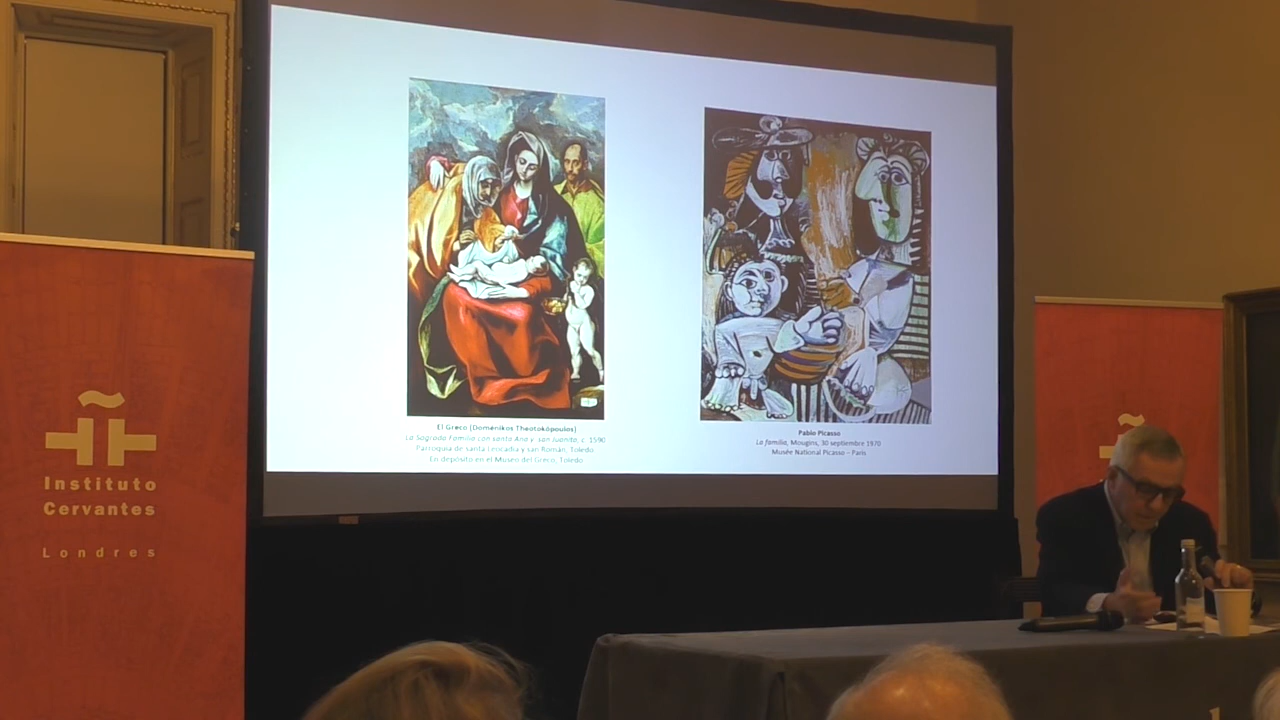 Instituto
Cervantes
Londres
El Greco (Doménikos Theotokópoulos)
La Sagrada Familia con santa Ana y san Juanito, c. 1590
Parroquia de santa Leocadia y san Román. Toledo
En depósito en el Museo del Greco. Toledo
Pablo Picasso
La familia, Mougins, 30 septiembre 1970
Musée National Picasso – Paris